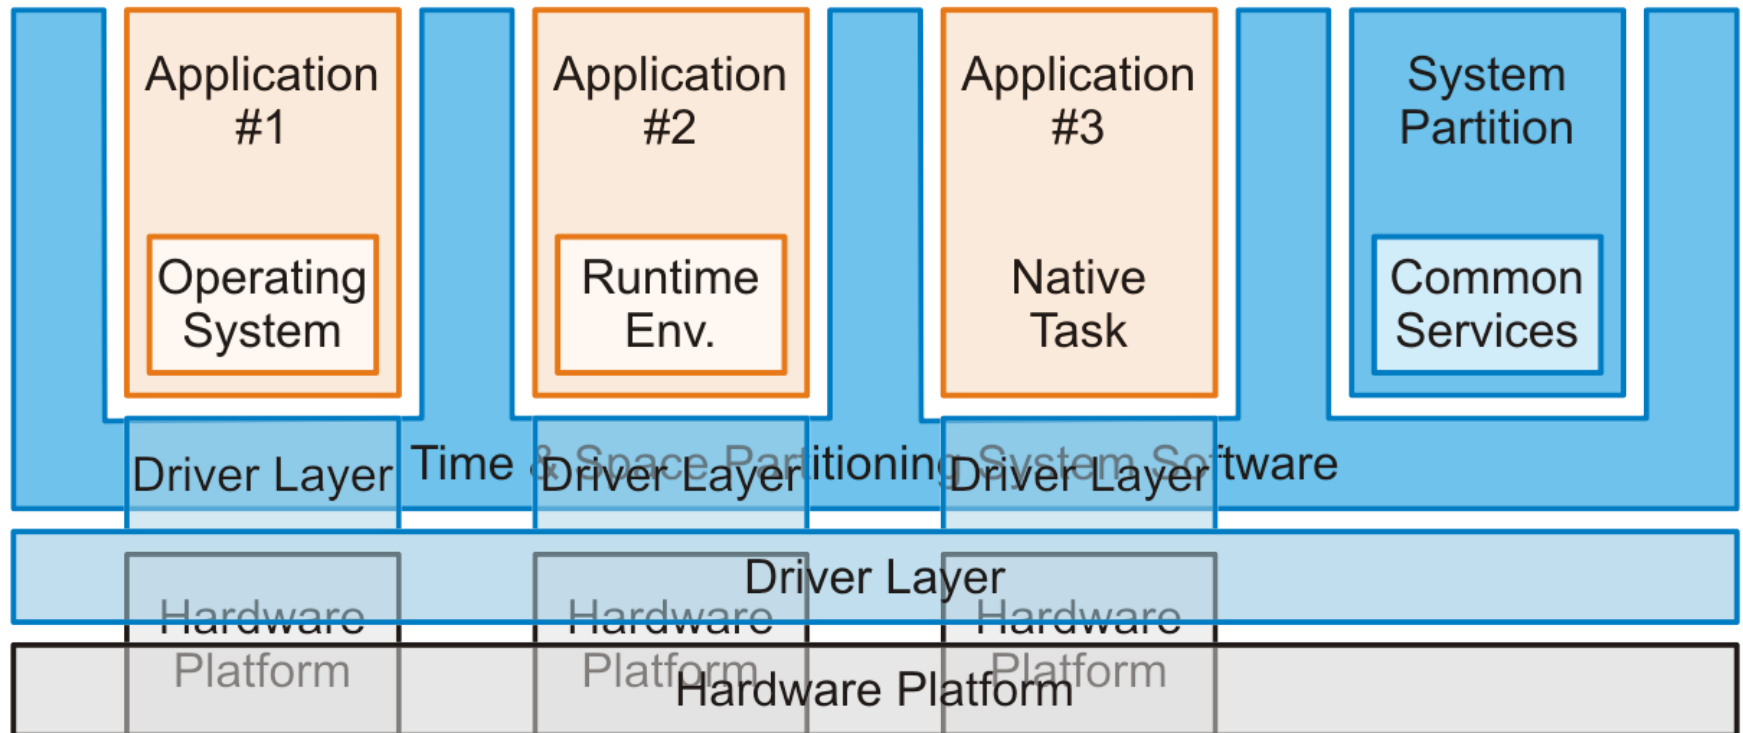 Application
#1
Application
#2
Application
#3
System
Partition
Operating
System
Runtime
Env.
Native
Task
Common
Services
Time & Space Partitioning System Software
Driver Layer
Driver Layer
Driver Layer
Driver Layer
Hardware
Platform
Hardware
Platform
Hardware
Platform
Hardware Platform